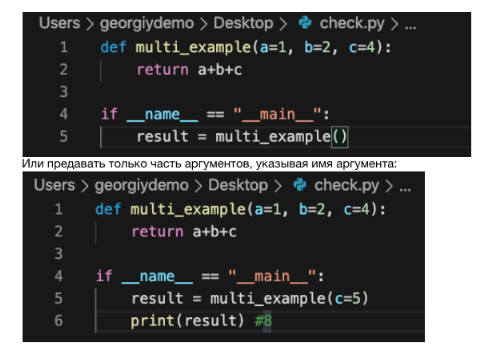 Users > georgiydemo > Desktop > check.py > ...
1 def multi_example(a=1, b=2, c=4):
2     return a+b+c
3
4 if __name__ == "__main__":
5     result = multi_example()
Или предавать только часть аргументов, указывая имя аргумента:
Users > georgiydemo > Desktop > check.py > ...
1 def multi_example(a=1, b=2, c=4):
2     return a+b+c
3
4 if __name__ == "__main__":
5     result = multi_example(c=5)
6     print(result) #8